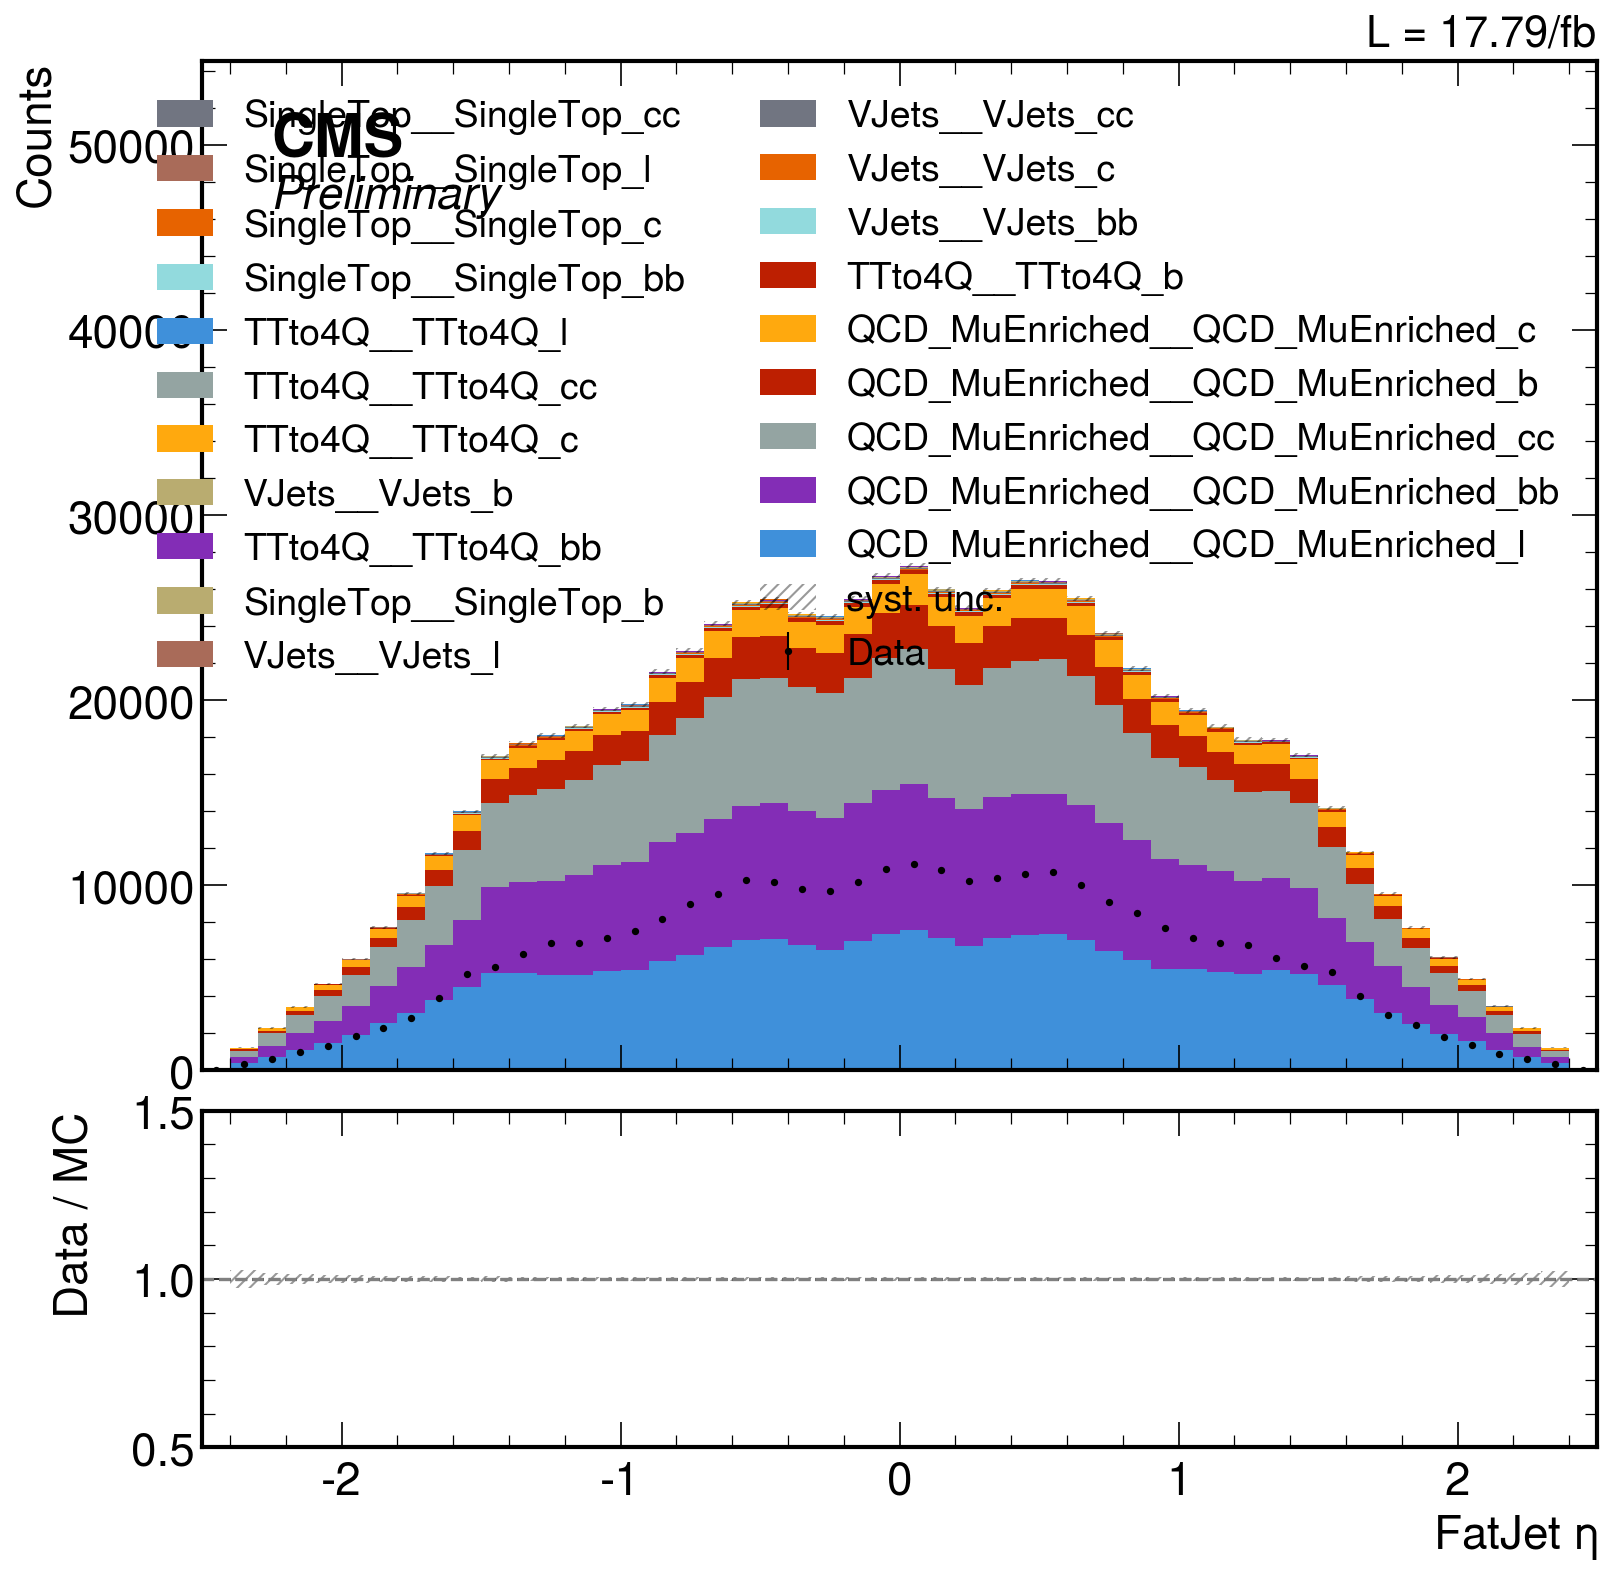 L = 17.79/fb
Counts
CMS
Preliminary
SingleTop__SingleTop_cc
SingleTop__SingleTop_l
SingleTop__SingleTop_c
SingleTop__SingleTop_bb
TTto4Q__TTto4Q_l
TTto4Q__TTto4Q_cc
TTto4Q__TTto4Q_c
VJets__VJets_b
TTto4Q__TTto4Q_bb
SingleTop__SingleTop_b
VJets__VJets_l
VJets__VJets_cc
VJets__VJets_c
VJets__VJets_bb
TTto4Q__TTto4Q_b
QCD_MuEnriched__QCD_MuEnriched_c
QCD_MuEnriched__QCD_MuEnriched_b
QCD_MuEnriched__QCD_MuEnriched_cc
QCD_MuEnriched__QCD_MuEnriched_bb
QCD_MuEnriched__QCD_MuEnriched_l
syst. unc.
Data
50000
40000
30000
20000
10000
0
Data / MC
1.5
1.0
0.5
-2
-1
0
1
2
FatJet η